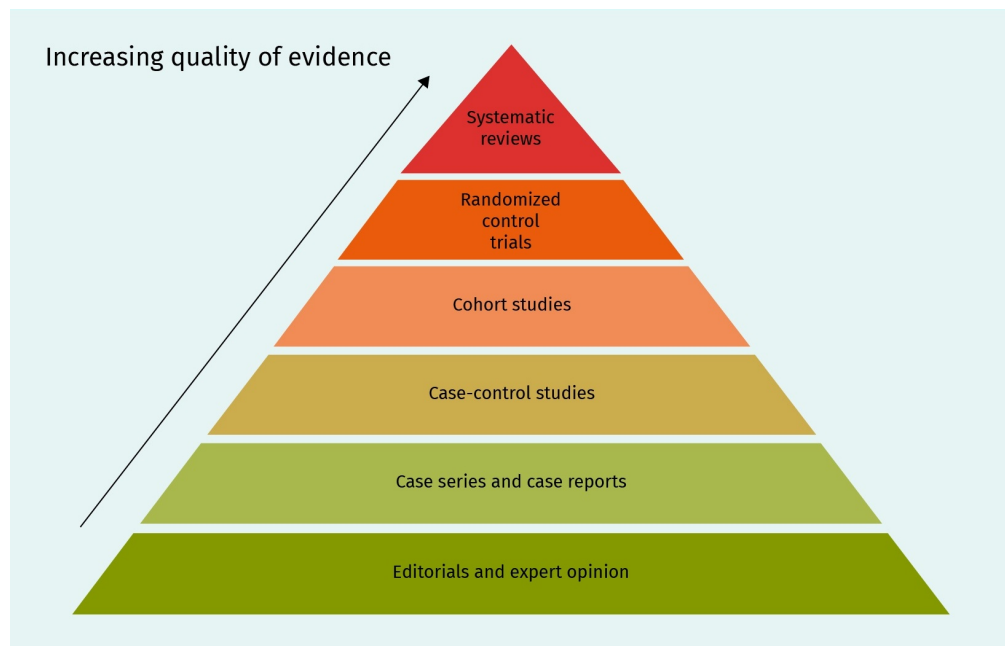 Increasing quality of evidence
Systematic
reviews
Randomized
control
trials
Cohort studies
Case-control studies
Case series and case reports
Editorials and expert opinion